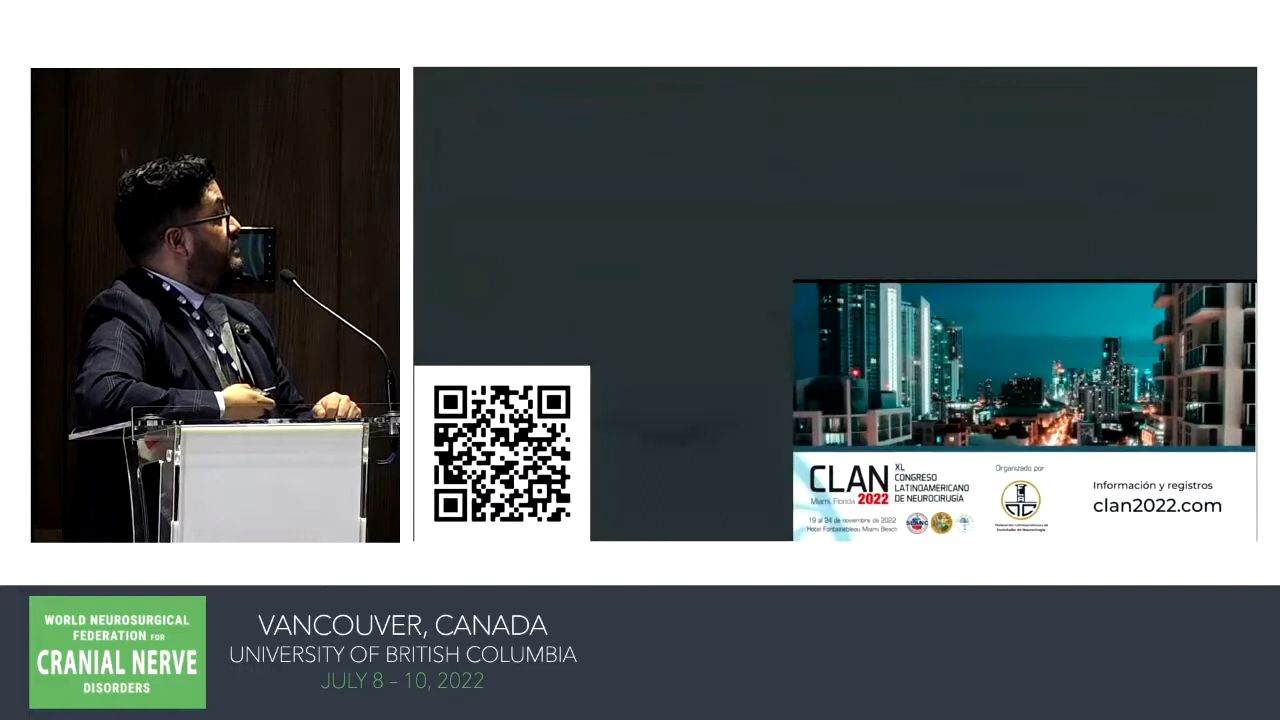 CLAN
Miami Florida 2022
XL
CONGRESO
LATINOAMERICANO
DE NEUROCIRUGÍA
19 al 24 de noviembre de 2022
Hotel Fontainebleau Miami Beach
Organizado por
Información y registros
clan2022.com
WORLD NEUROSURGICAL
FEDERATION FOR
CRANIAL NERVE
DISORDERS
VANCOUVER, CANADA
UNIVERSITY OF BRITISH COLUMBIA
JULY 8 – 10, 2022